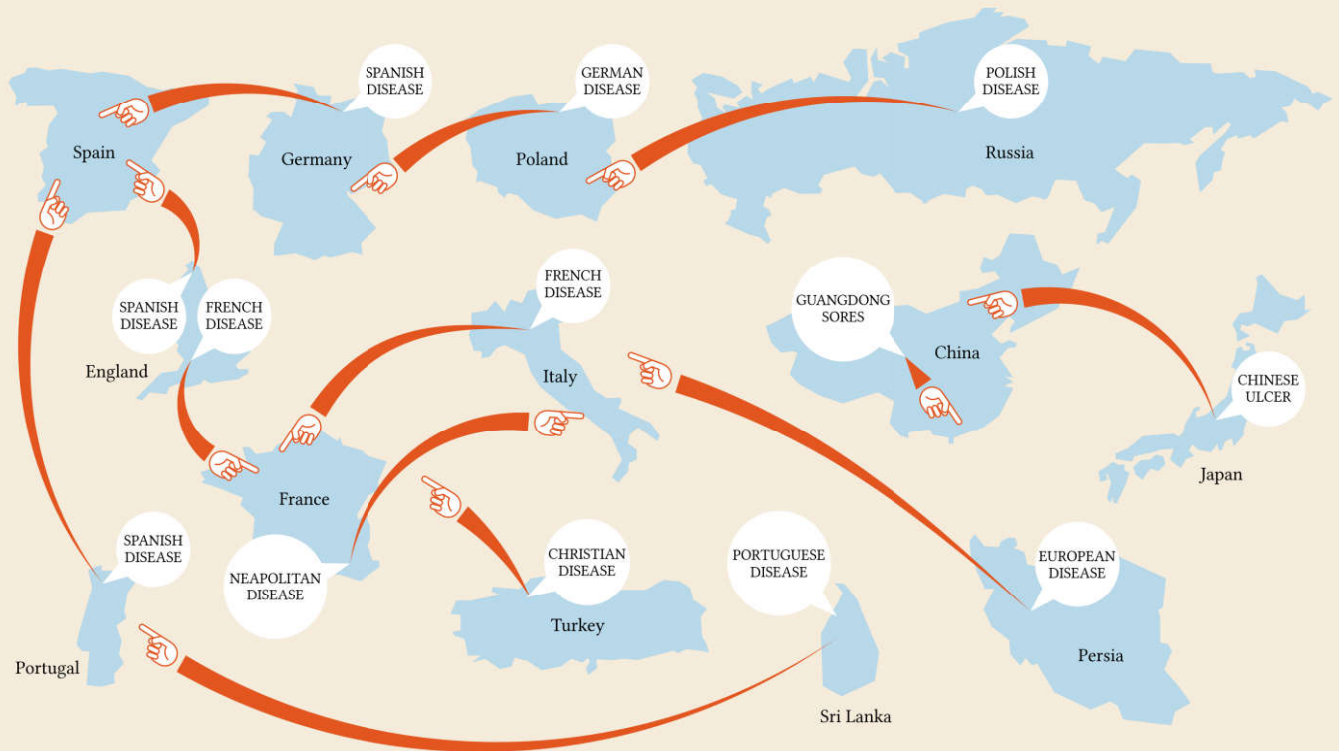 SPANISH
DISEASE
GERMAN
DISEASE
POLISH
DISEASE
Spain
Germany
Poland
Russia
SPANISH
DISEASE
FRENCH
DISEASE
England
FRENCH
DISEASE
Italy
GUANGDONG
SORES
China
CHINESE
ULCER
Japan
France
NEAPOLITAN
DISEASE
SPANISH
DISEASE
Portugal
CHRISTIAN
DISEASE
Turkey
PORTUGUESE
DISEASE
Sri Lanka
EUROPEAN
DISEASE
Persia